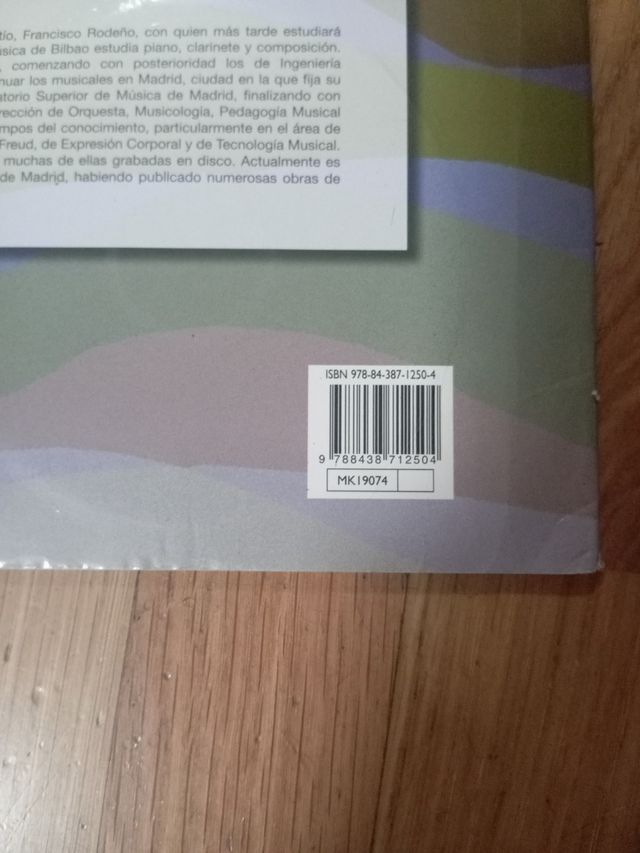 tío, Francisco Rodeño, con quien más tarde estudiará
úsica de Bilbao estudia piano, clarinete y composición.
, comenzando con posterioridad los de Ingeniería
nuar los musicales en Madrid, ciudad en la que fija su
atorio Superior de Música de Madrid, finalizando con
rección de Orquesta, Musicología, Pedagogía Musical
mpos del conocimiento, particularmente en el área de
Freud, de Expresión Corporal y de Tecnología Musical.
muchas de ellas grabadas en disco. Actualmente es
de Madrid, habiendo publicado numerosas obras de
ISBN 978-84-387-1250-4
9 788438 712504
MK19074